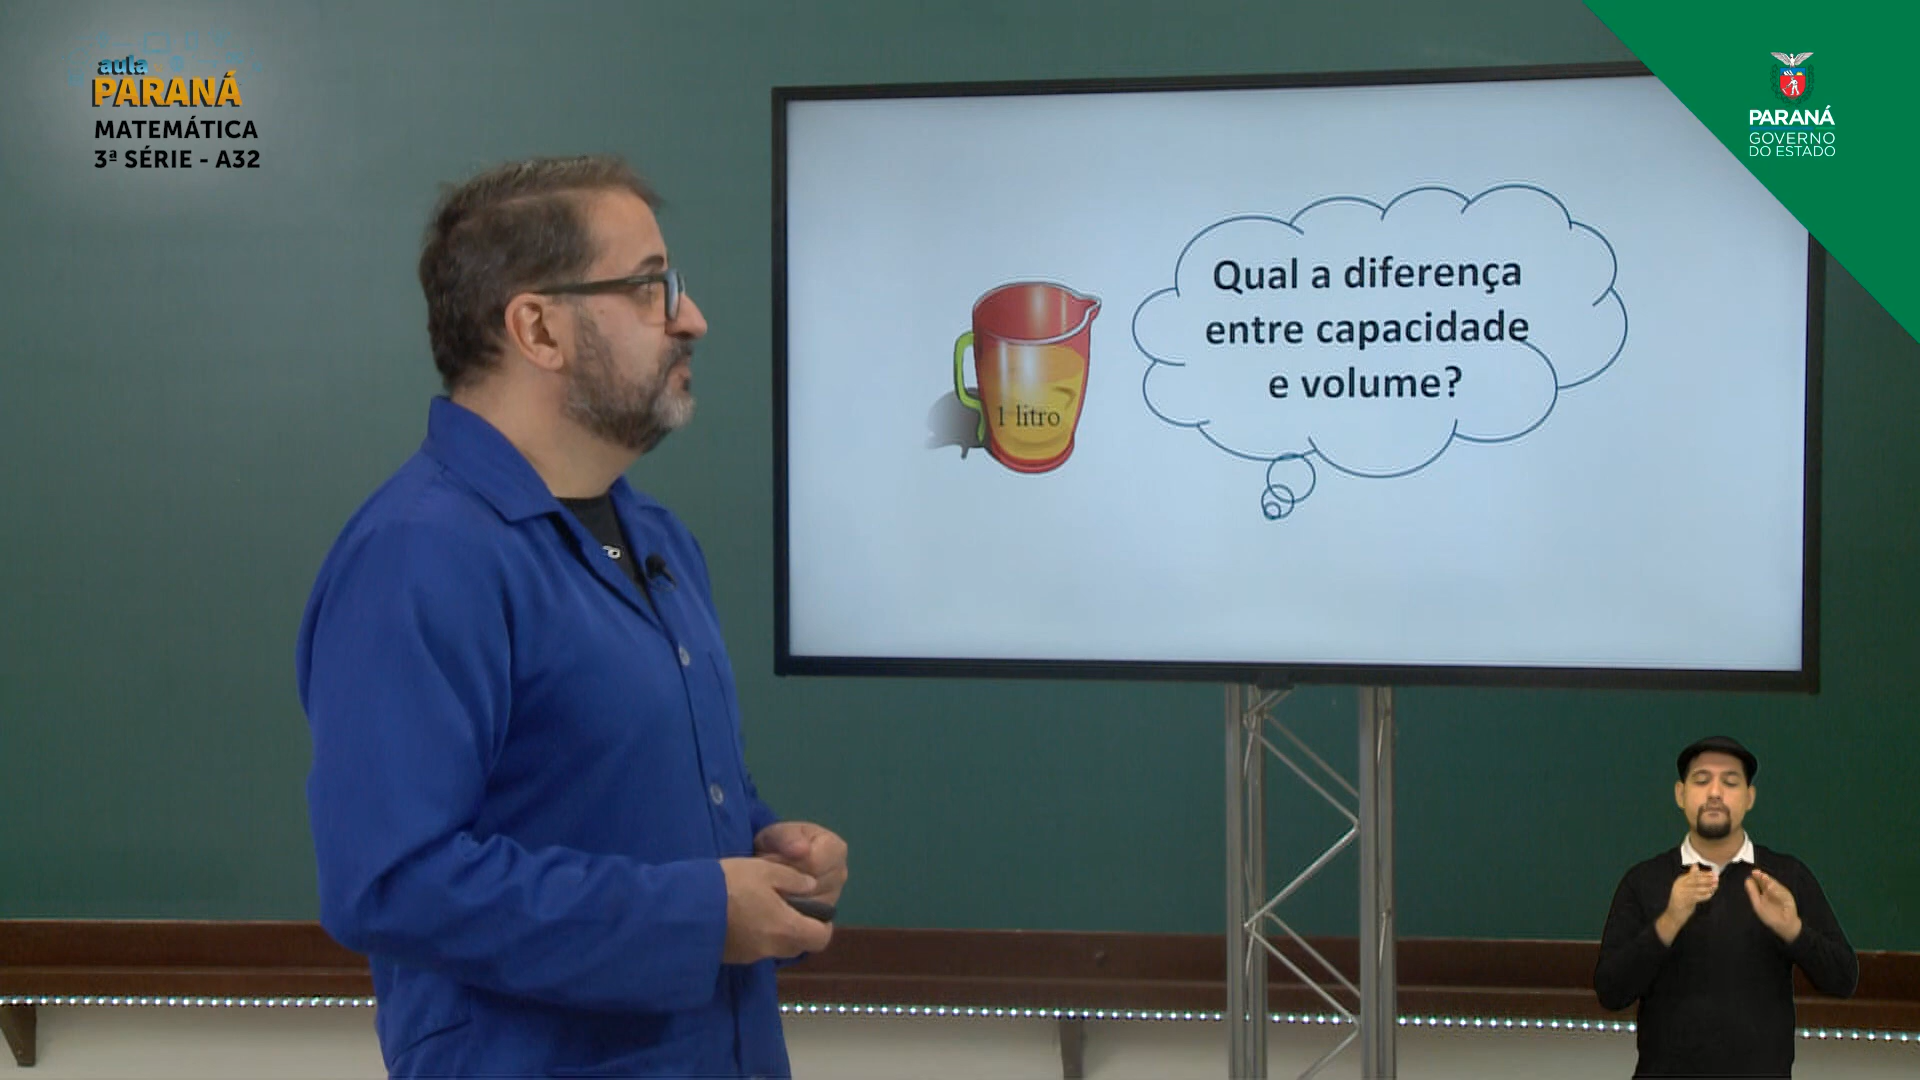 aula
PARANÁ
MATEMÁTICA
3ª SÉRIE - A32
PARANÁ
GOVERNO
DO ESTADO
Qual a diferença
entre capacidade
e volume?
1 litro